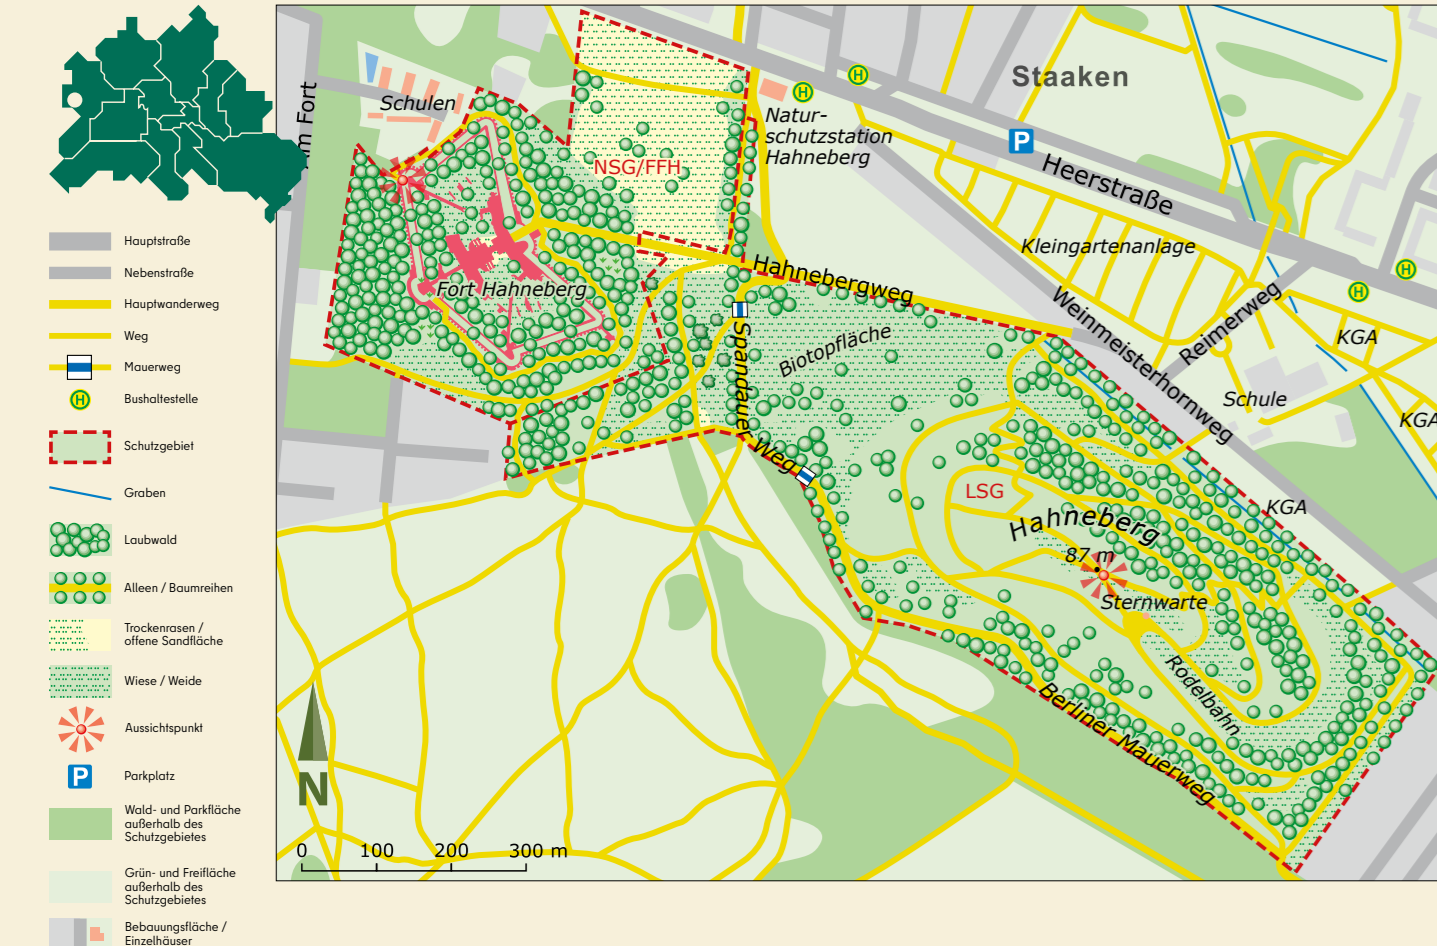 Hauptstraße
Nebenstraße
Hauptwanderweg
Weg
Mauerweg
H
Bushaltestelle
Schutzgebiet
Graben
Laubwald
Alleen / Baumreihen
Trockenrasen /
offene Sandfläche
Wiese / Weide
Aussichtspunkt
P
Parkplatz
Wald- und Parkfläche
außerhalb des
Schutzgebietes
Grün- und Freifläche
außerhalb des
Schutzgebietes
Bebauungsfläche /
Einzelhäuser
Am Fort
Schulen
NSG/FFH
H
H
Natur-
schutzstation
Hahneberg
Staaken
P
Heerstraße
Kleingartenanlage
H
H
Fort Hahneberg
Hahnebergweg
Weinmeisterhornweg
Reimerweg
KGA
Spandauer Weg
Biotopfläche
Schule
KGA
LSG
KGA
Hahneberg
87 m
Sternwarte
Rodelbahn
Berliner Mauerweg
N
0 100 200 300 m